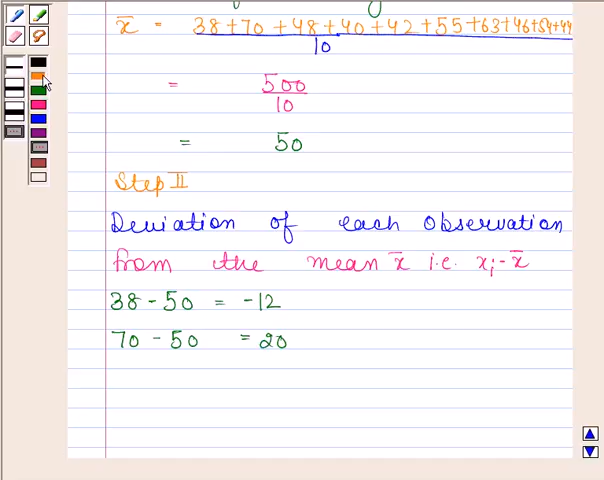 x̄ = 38+70+48+40+42+55+63+46+54+44
10
= 500
10
= 50
Step II
Deviation of each observation
from the mean x̄ i.e. xi-x̄
38 - 50 = -12
70 - 50 = 20